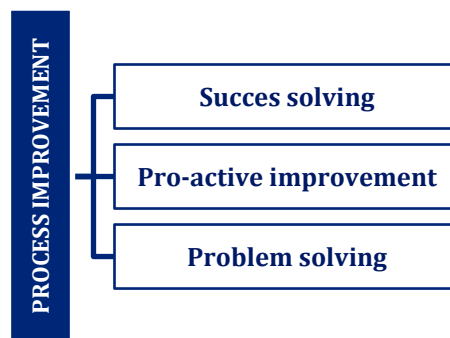 PROCESS IMPROVEMENT
Succes solving
Pro-active improvement
Problem solving